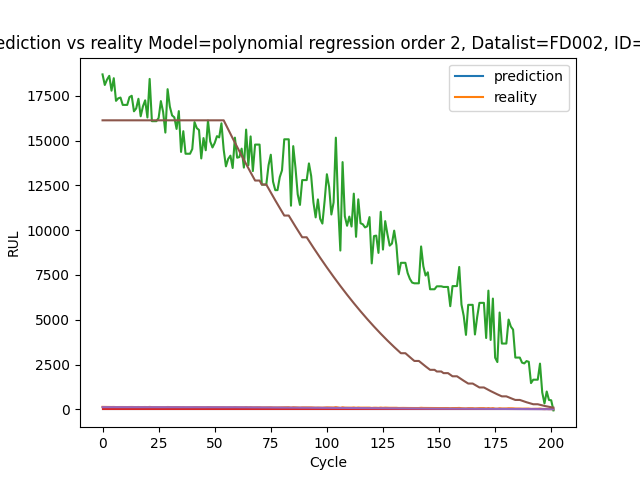 ediction vs reality Model=polynomial regression order 2, Datalist=FD002, ID=
prediction
reality
17500
15000
12500
10000
7500
5000
2500
0
RUL
0 25 50 75 100 125 150 175 200
Cycle